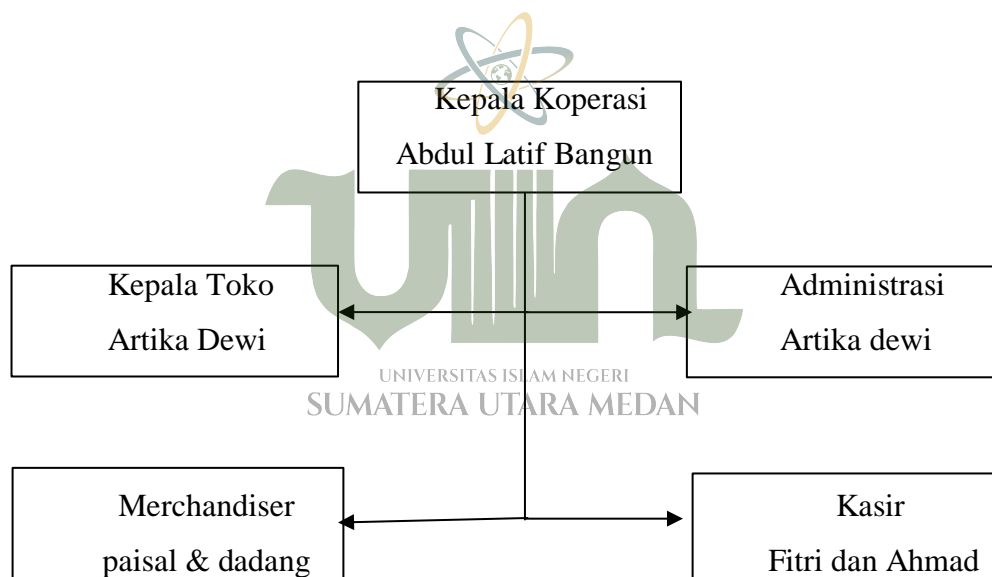 Kepala Koperasi
Abdul Latif Bangun
Kepala Toko
Artika Dewi
Administrasi
Artika dewi
UNIVERSITAS ISLAM NEGERI
SUMATERA UTARA MEDAN
Merchandiser
paisal & dadang
Kasir
Fitri dan Ahmad